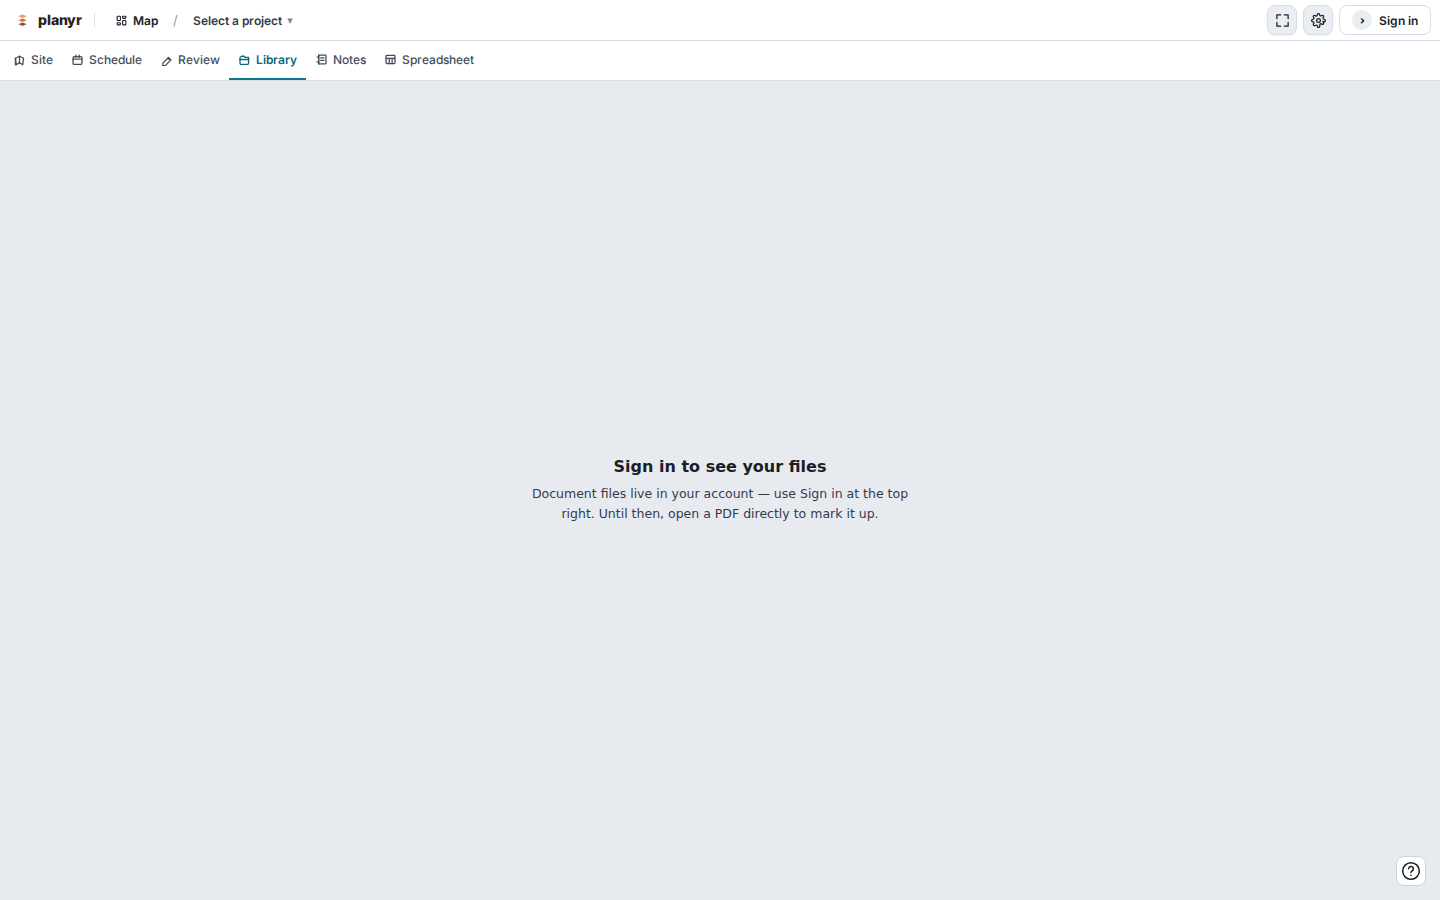 planyr
Map / Select a project ▾
Sign in
Site Schedule Review Library Notes Spreadsheet
Sign in to see your files
Document files live in your account — use Sign in at the top
right. Until then, open a PDF directly to mark it up.